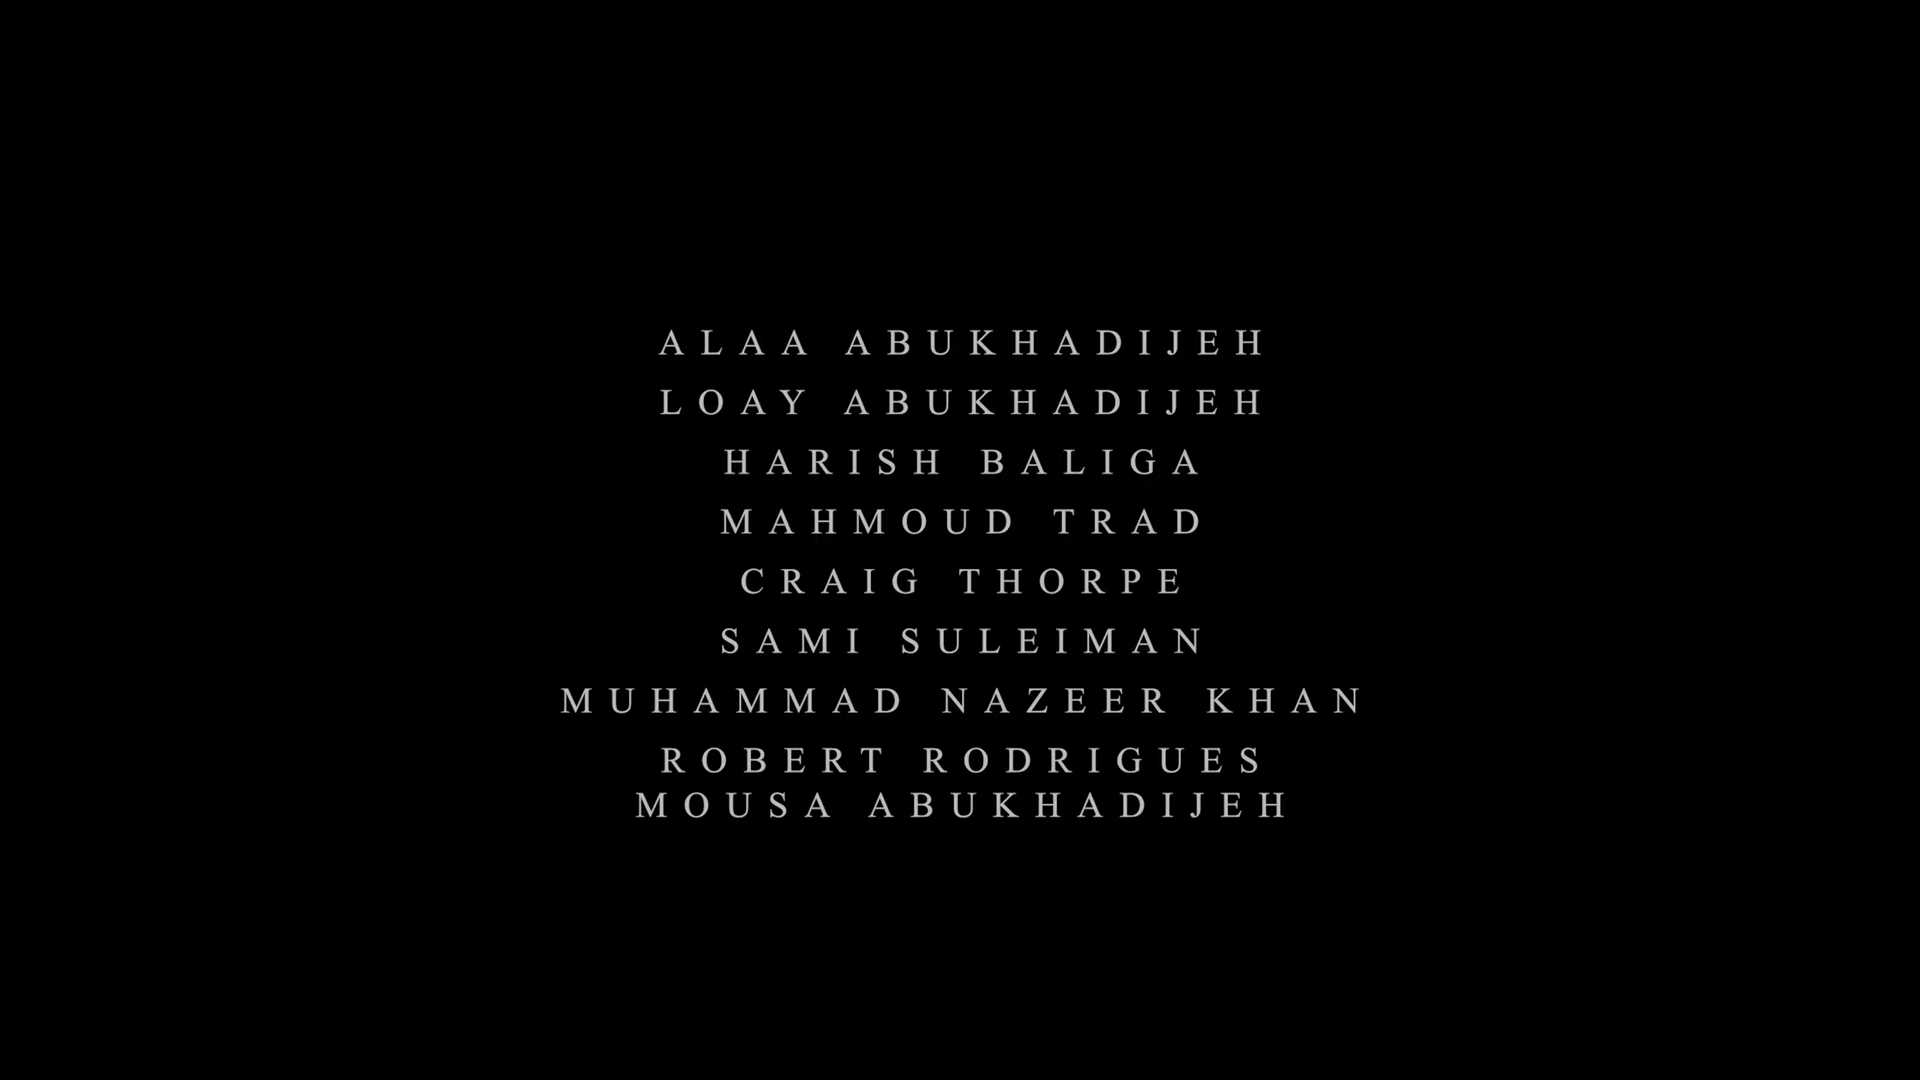 ALAA ABUKHADIJEH
LOAY ABUKHADIJEH
HARISH BALIGA
MAHMOUD TRAD
CRAIG THORPE
SAMI SULEIMAN
MUHAMMAD NAZEER KHAN
ROBERT RODRIGUES
MOUSA ABUKHADIJEH